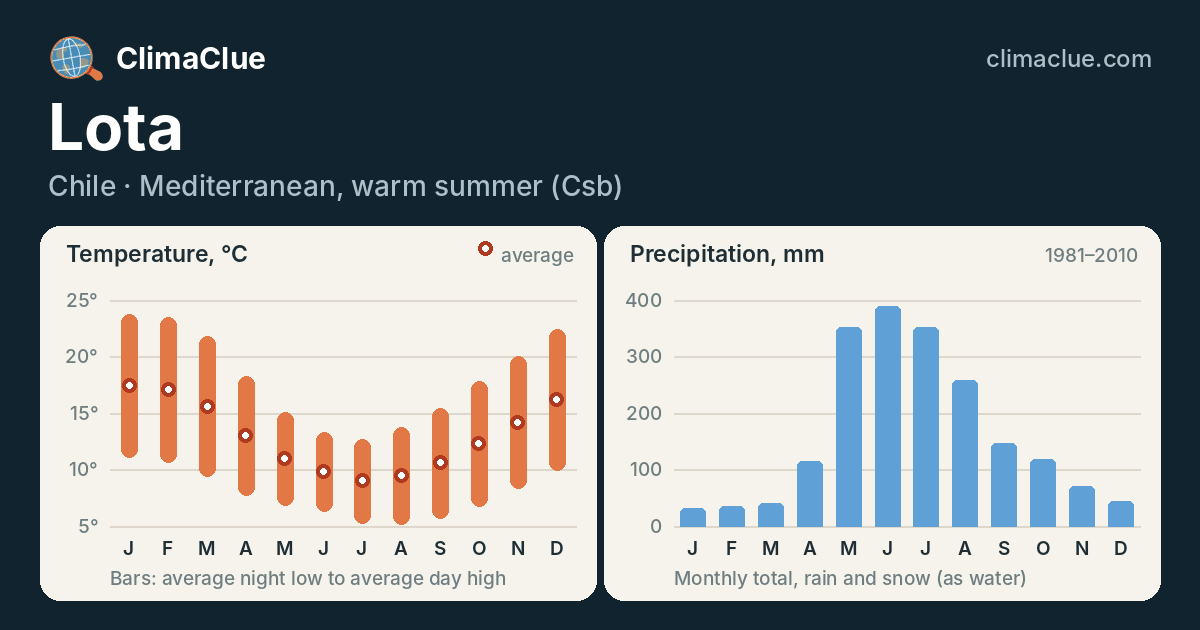 ClimaClue
climaclue.com
Lota
Chile · Mediterranean, warm summer (Csb)
Temperature, °C
average
25°
20°
15°
10°
5°
J F M A M J J A S O N D
Bars: average night low to average day high
Precipitation, mm
1981–2010
400
300
200
100
0
J F M A M J J A S O N D
Monthly total, rain and snow (as water)